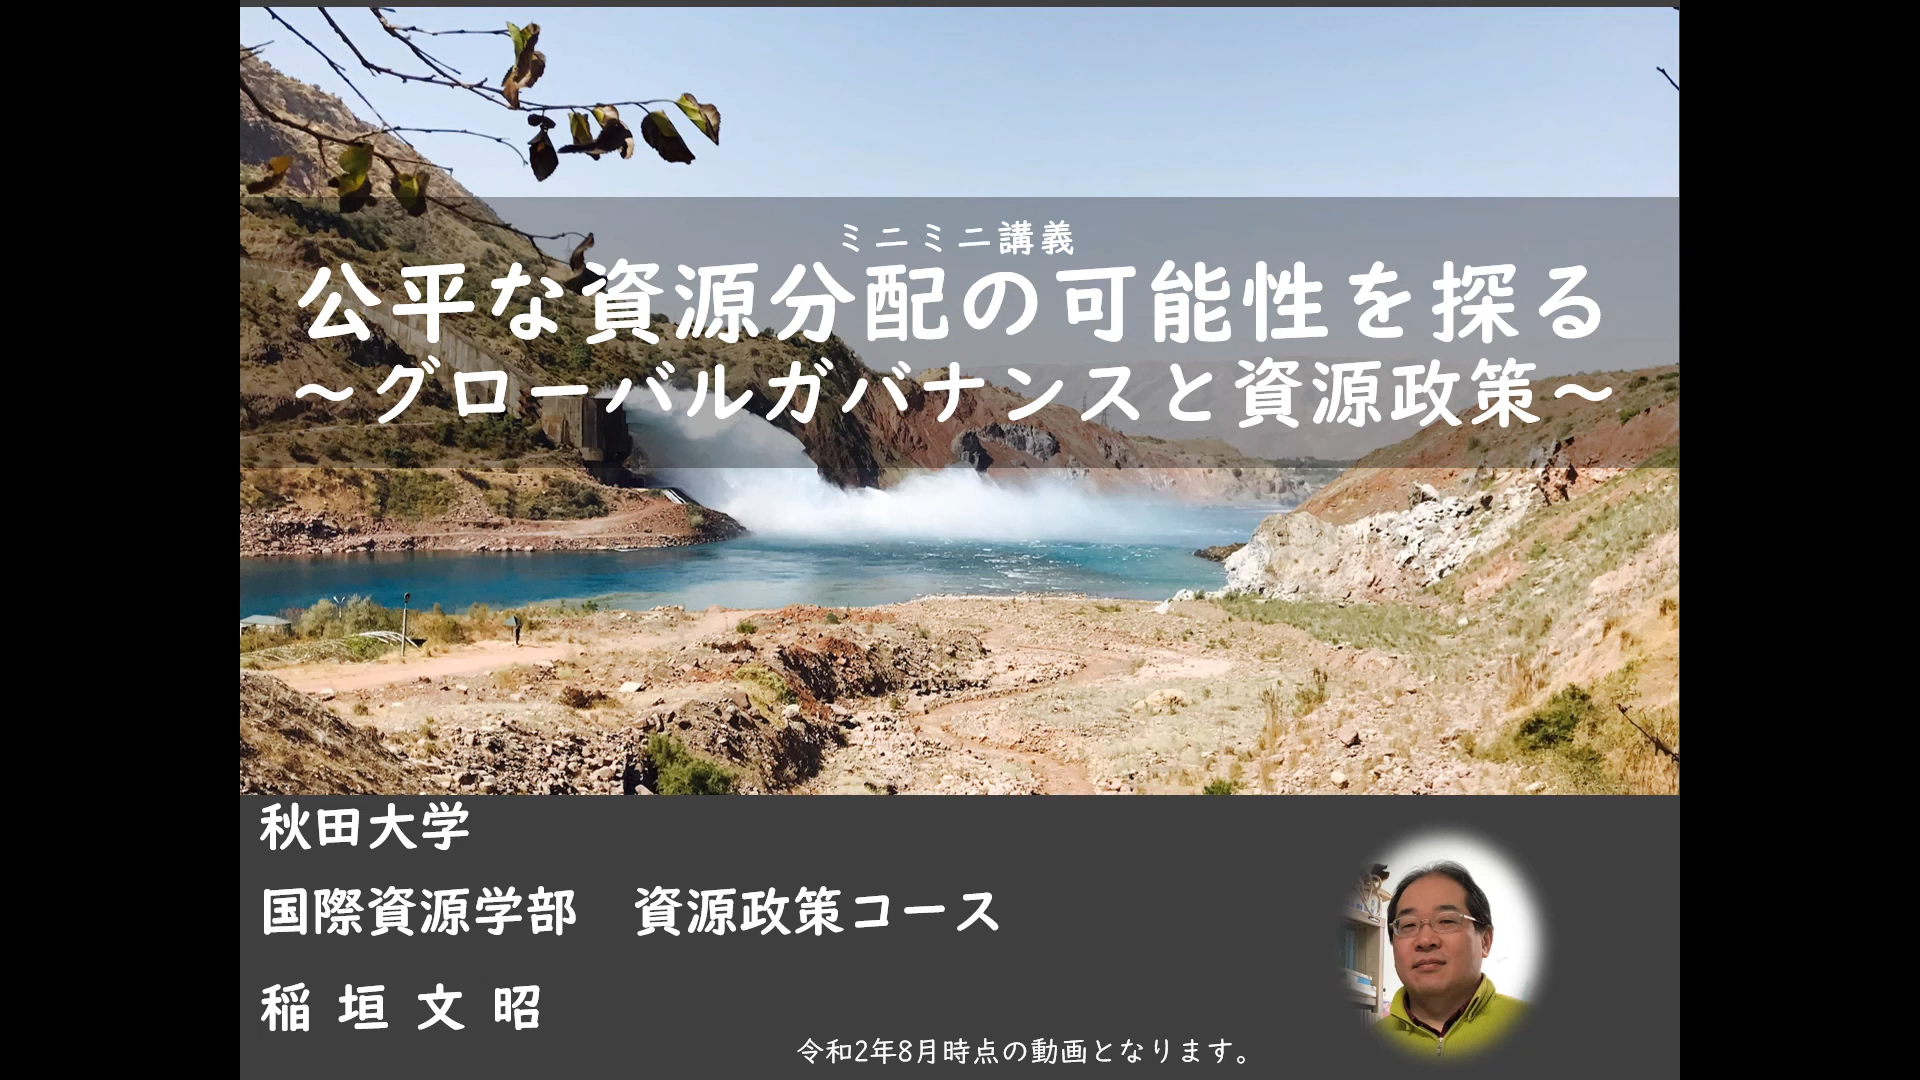 ミニミニ講義
公平な資源分配の可能性を探る
～グローバルガバナンスと資源政策～
秋田大学
国際資源学部　資源政策コース
稲 垣 文 昭
令和2年8月時点の動画となります。